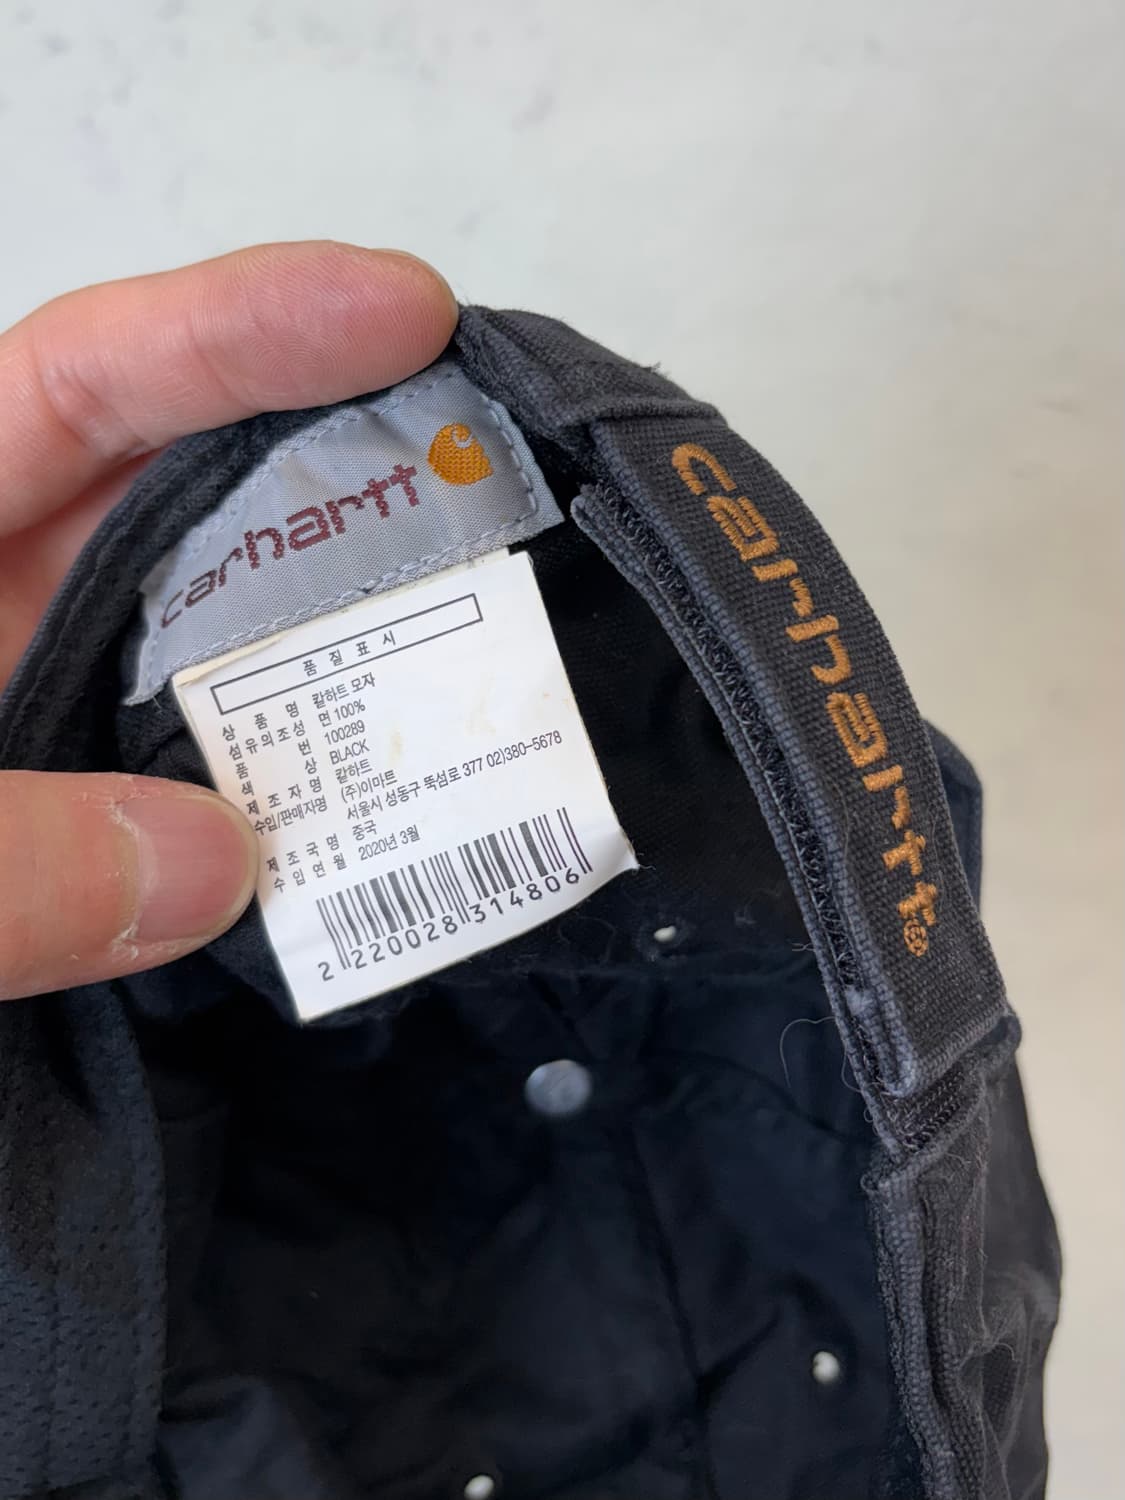 carhartt
carhartt®
품 질 표 시
상 품 명 칼하트 모자
섬유의조성 면 100%
품 번 100289
색 상 BLACK
제 조 자 명 칼하트
수입/판매자명 (주)이마트
서울시 성동구 뚝섬로 377 02)380-5678
제 조 국 명 중국
수 입 연 월 2020년 3월
2 220028 314806